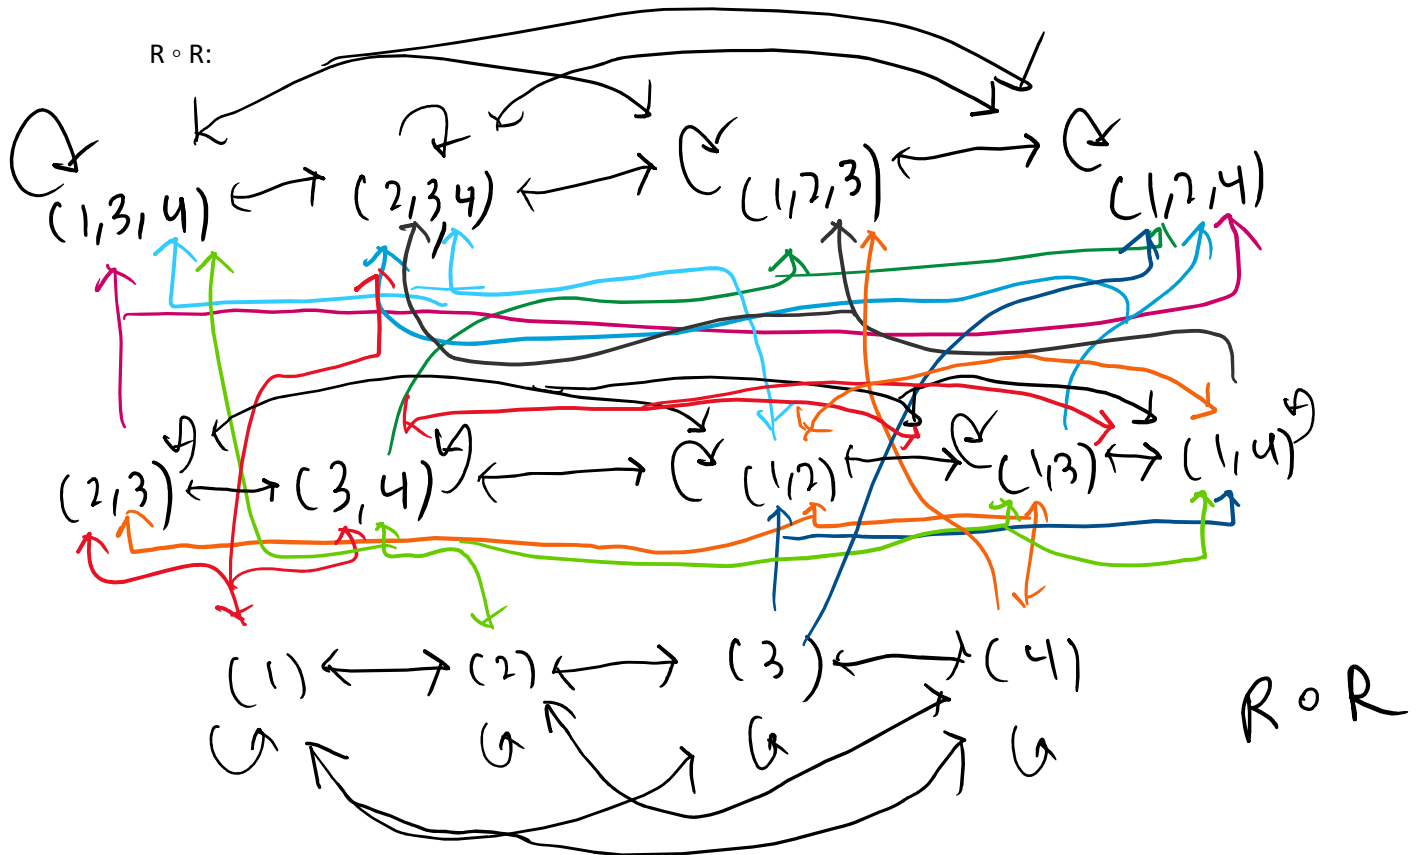 R ∘ R:
(1,3,4) (2,3,4) (1,2,3) (1,2,4)
(2,3) (3,4) (1,2) (1,3) (1,4)
(1) (2) (3) (4)
R ∘ R